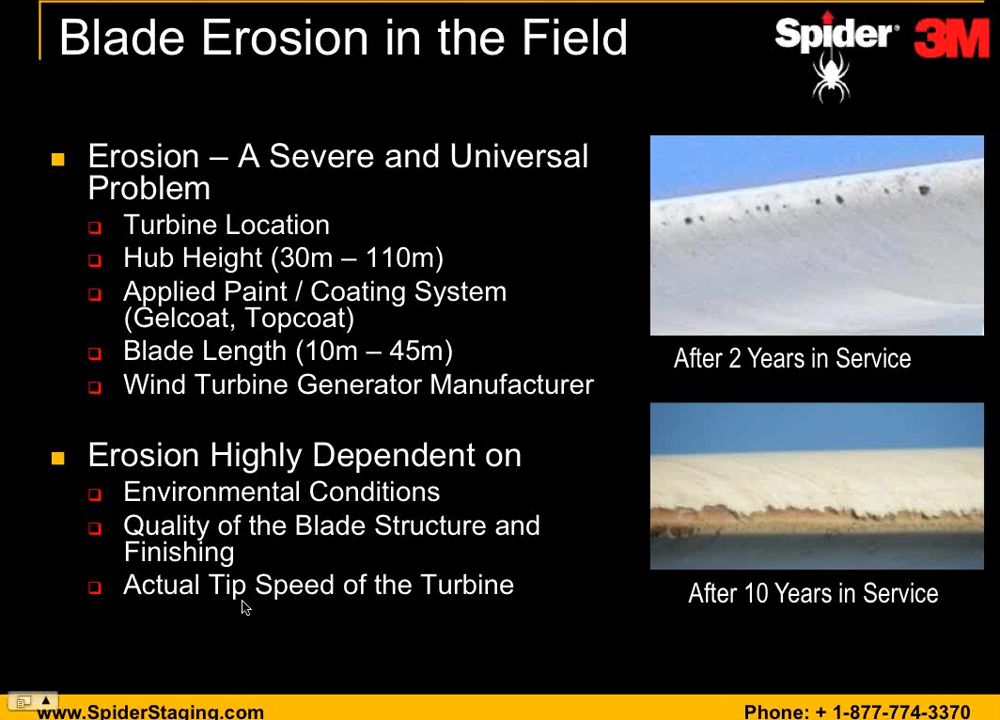 Blade Erosion in the Field
Spider
3M
Erosion – A Severe and Universal
Problem
Turbine Location
Hub Height (30m – 110m)
Applied Paint / Coating System
(Gelcoat, Topcoat)
Blade Length (10m – 45m)
Wind Turbine Generator Manufacturer
After 2 Years in Service
Erosion Highly Dependent on
Environmental Conditions
Quality of the Blade Structure and
Finishing
Actual Tip Speed of the Turbine
After 10 Years in Service
www.SpiderStaging.com
Phone: + 1-877-774-3370